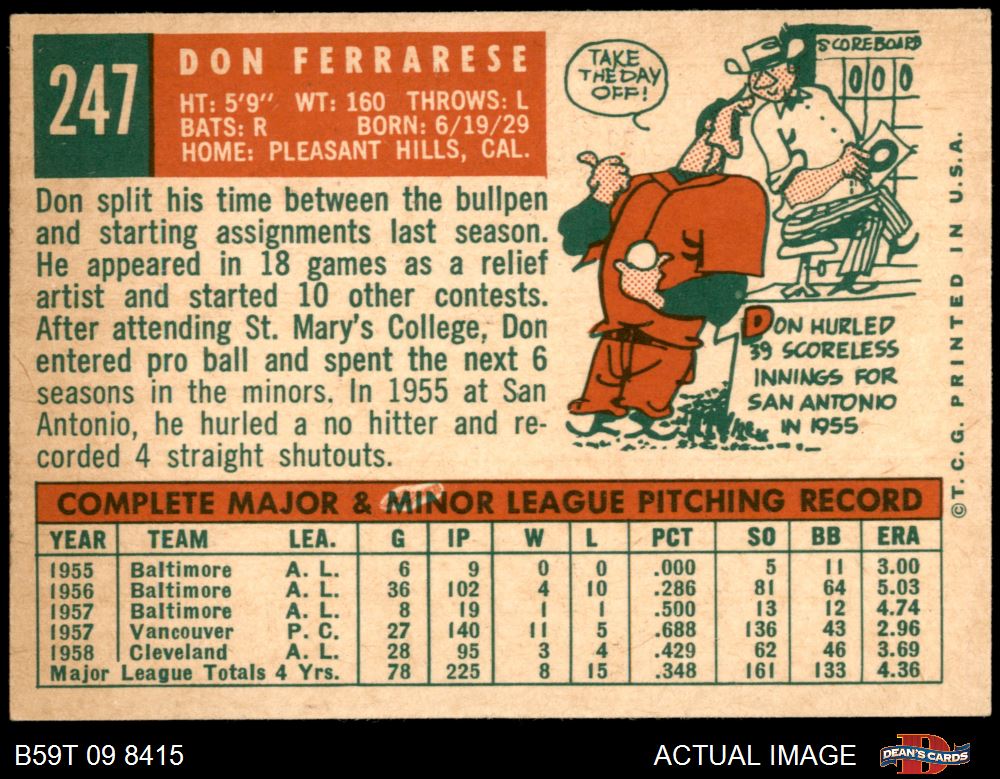 247
DON FERRARESE
HT: 5'9" WT: 160 THROWS: L
BATS: R BORN: 6/19/29
HOME: PLEASANT HILLS, CAL.
Don split his time between the bullpen
and starting assignments last season.
He appeared in 18 games as a relief
artist and started 10 other contests.
After attending St. Mary's College, Don
entered pro ball and spent the next 6
seasons in the minors. In 1955 at San
Antonio, he hurled a no hitter and re-
corded 4 straight shutouts.
TAKE
THE DAY
OFF!
SCOREBOARD
000
DON HURLED
39 SCORELESS
INNINGS FOR
SAN ANTONIO
IN 1955
©T. C. G. PRINTED IN U.S.A.
COMPLETE MAJOR & MINOR LEAGUE PITCHING RECORD
YEAR TEAM LEA. G IP W L PCT SO BB ERA
1955 Baltimore A. L. 6 9 0 0 .000 5 11 3.00
1956 Baltimore A. L. 36 102 4 10 .286 81 64 5.03
1957 Baltimore A. L. 8 19 1 1 .500 13 12 4.74
1957 Vancouver P. C. 27 140 11 5 .688 136 43 2.96
1958 Cleveland A. L. 28 95 3 4 .429 62 46 3.69
Major League Totals 4 Yrs. 78 225 8 15 .348 161 133 4.36
B59T 09 8415
ACTUAL IMAGE
DEAN'S CARDS